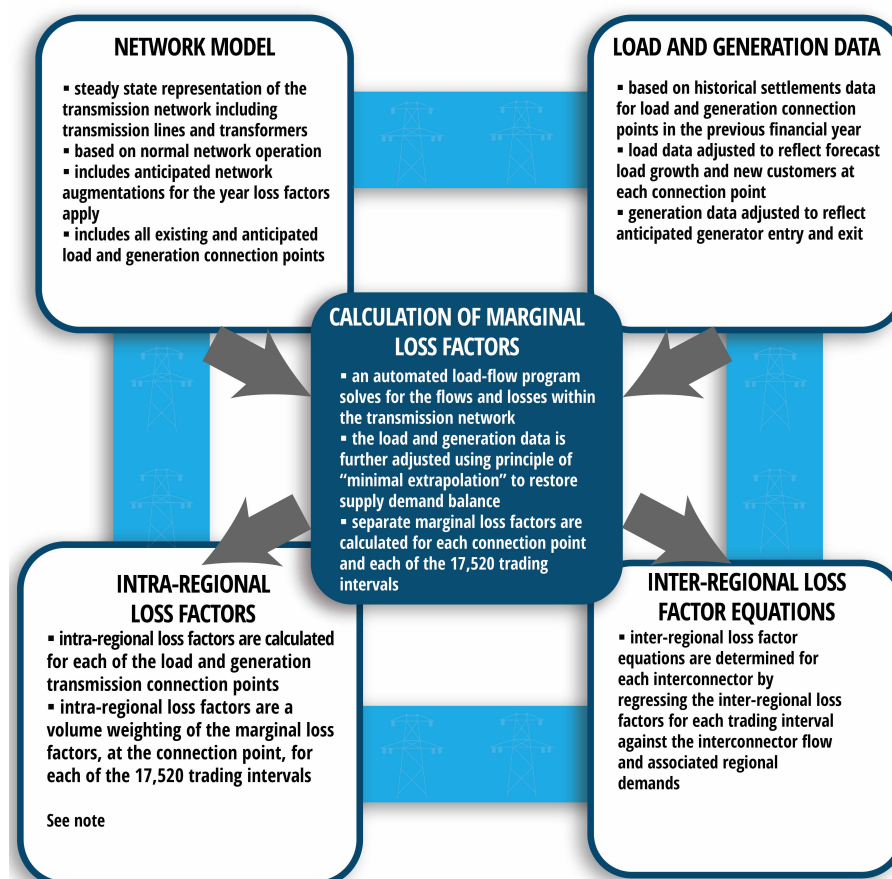 NETWORK MODEL
▪ steady state representation of the
transmission network including
transmission lines and transformers
▪ based on normal network operation
▪ includes anticipated network
augmentations for the year loss factors
apply
▪ includes all existing and anticipated
load and generation connection points
LOAD AND GENERATION DATA
▪ based on historical settlements data
for load and generation connection
points in the previous financial year
▪ load data adjusted to reflect forecast
load growth and new customers at
each connection point
▪ generation data adjusted to reflect
anticipated generator entry and exit
CALCULATION OF MARGINAL
LOSS FACTORS
▪ an automated load-flow program
solves for the flows and losses within
the transmission network
▪ the load and generation data is
further adjusted using principle of
“minimal extrapolation” to restore
supply demand balance
▪ separate marginal loss factors are
calculated for each connection point
and each of the 17,520 trading
intervals
INTRA-REGIONAL
LOSS FACTORS
▪ intra-regional loss factors are calculated
for each of the load and generation
transmission connection points
▪ intra-regional loss factors are a
volume weighting of the marginal loss
factors, at the connection point, for
each of the 17,520 trading intervals
See note
INTER-REGIONAL LOSS
FACTOR EQUATIONS
▪ inter-regional loss factor
equations are determined for
each interconnector by
regressing the inter-regional loss
factors for each trading interval
against the interconnector flow
and associated regional
demands